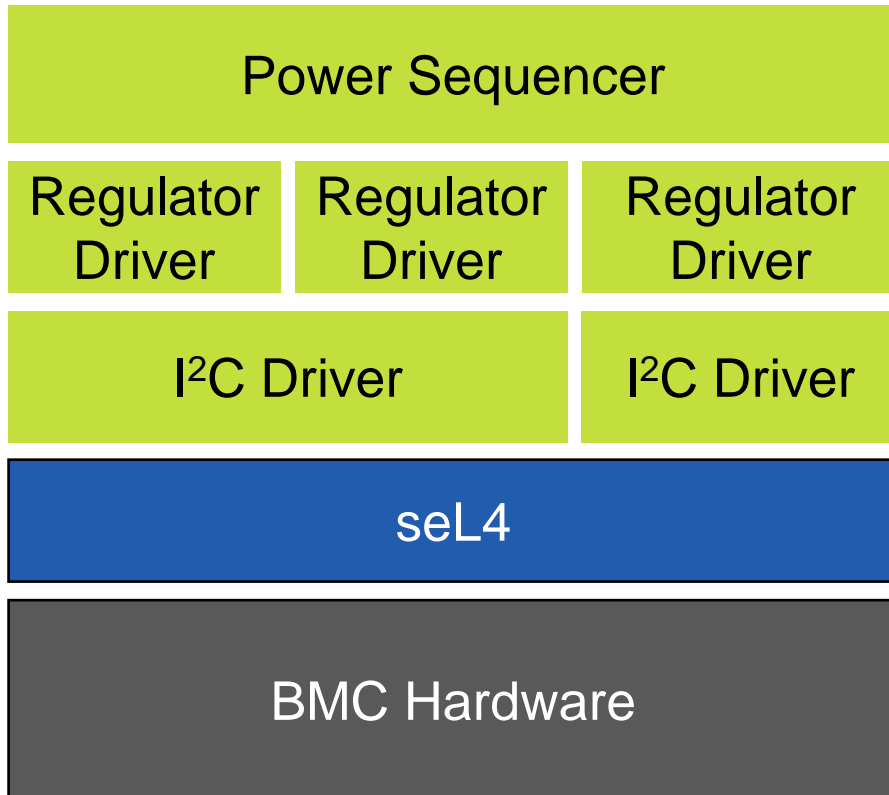 Power Sequencer
Regulator Regulator Regulator
Driver Driver Driver
I²C Driver I²C Driver
seL4
BMC Hardware